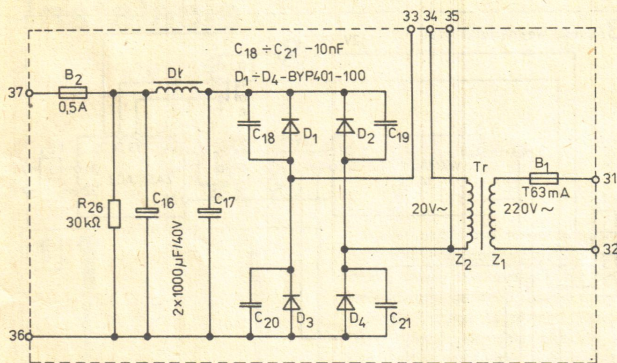 33 34 35
C18 ÷ C21 - 10nF
D1 ÷ D4 - BYP401-100
B2
Dł
37
0,5A
C18
D1
D2
C19
Tr
B1
31
T63mA
R26
30kΩ
C16
C17
2×1000µF/40V
20V~
220V~
Z2
Z1
32
C20
D3
D4
C21
36